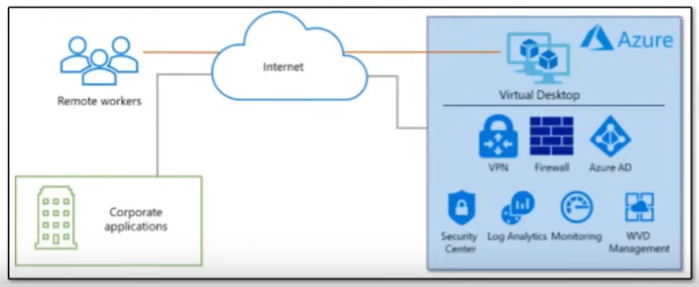 Azure
Internet
Remote workers
Virtual Desktop
VPN Firewall Azure AD
Corporate
applications
Security
Center
Log Analytics
Monitoring
WVD
Management